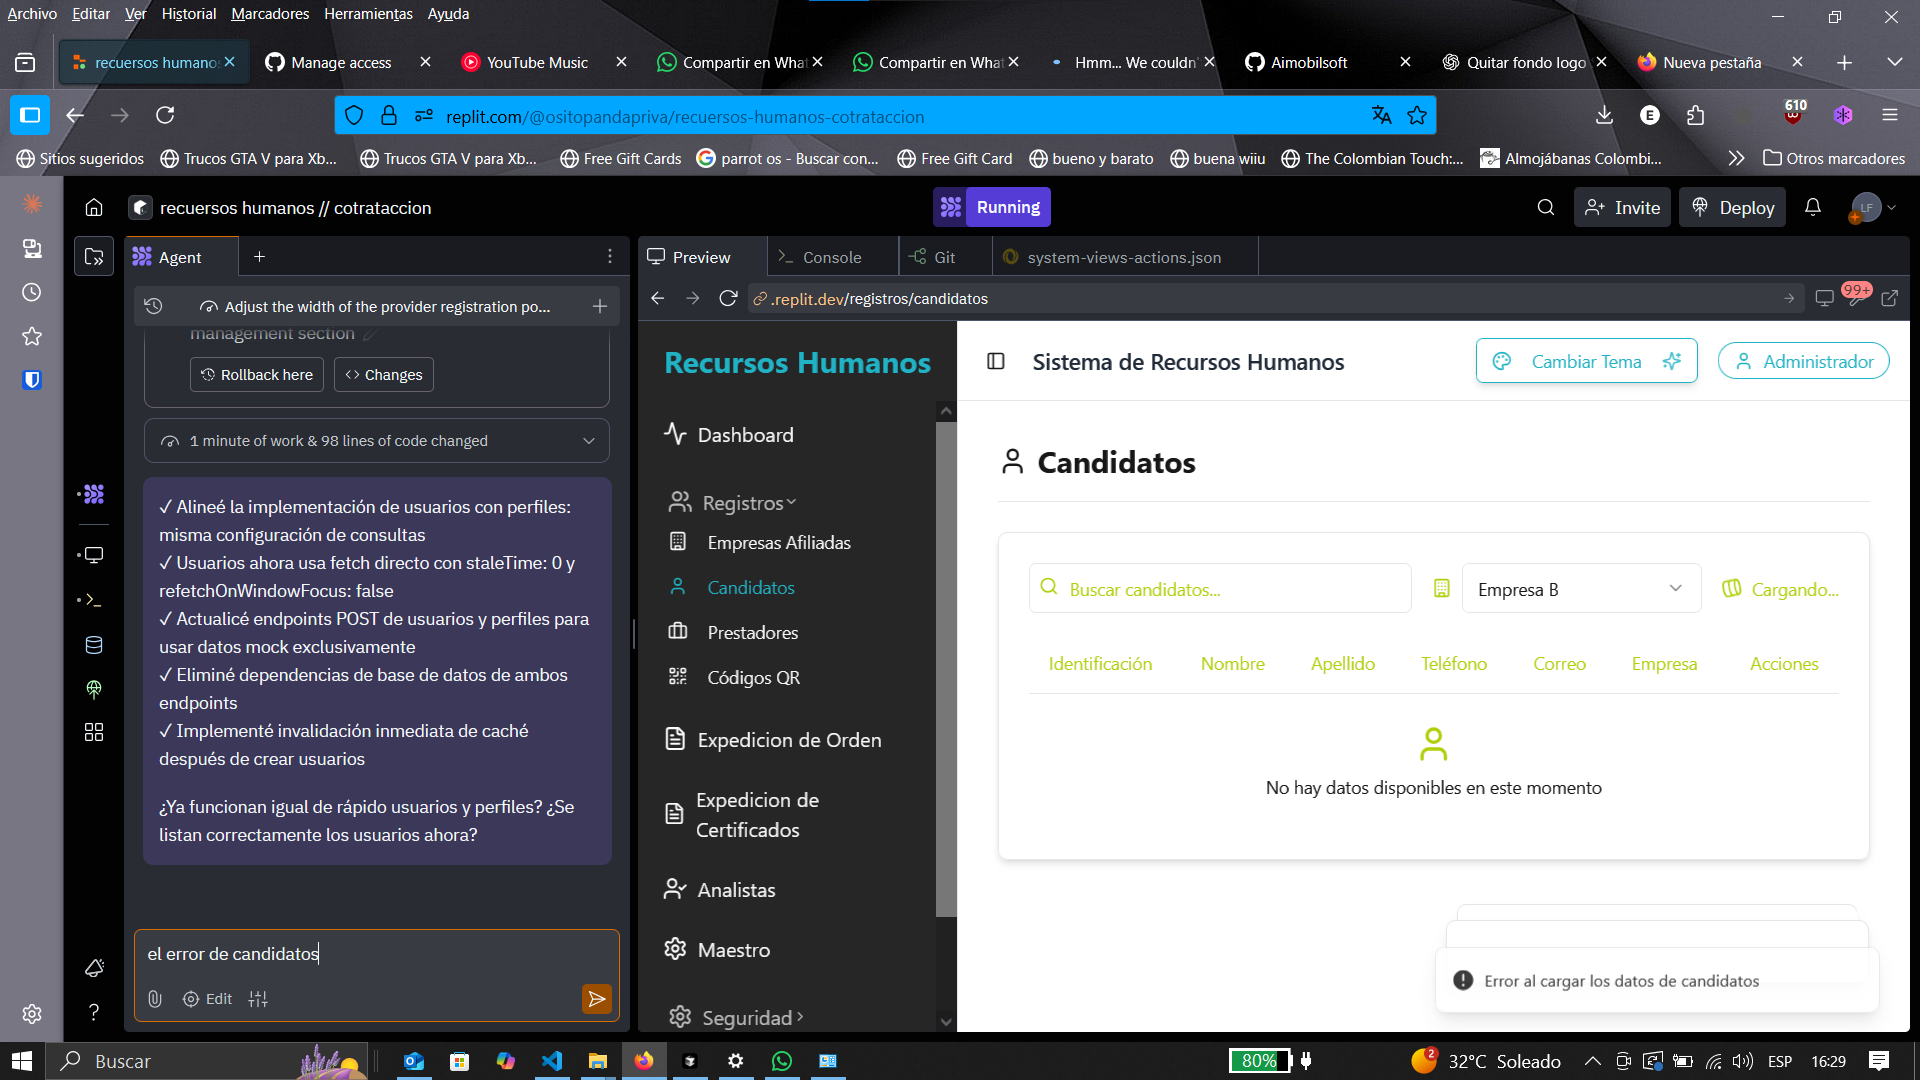 Archivo Editar Ver Historial Marcadores Herramientas Ayuda
recuersos humanos
Manage access
YouTube Music
Compartir en What
Compartir en What
Hmm... We couldn'
Aimobilsoft
Quitar fondo logo
Nueva pestaña
replit.com/@ositopandapriva/recuersos-humanos-cotrataccion
610
Sitios sugeridos
Trucos GTA V para Xb...
Trucos GTA V para Xb...
Free Gift Cards
parrot os - Buscar con...
Free Gift Card
bueno y barato
buena wiiu
The Colombian Touch:...
Almojábanas Colombi...
Otros marcadores
recuersos humanos // cotrataccion
Running
Invite
Deploy
LF
Agent
Preview
Console
Git
system-views-actions.json
Adjust the width of the provider registration po...
.replit.dev/registros/candidatos
99+
management section
Rollback here
Changes
1 minute of work & 98 lines of code changed
✓ Alineé la implementación de usuarios con perfiles:
misma configuración de consultas
✓ Usuarios ahora usa fetch directo con staleTime: 0 y
refetchOnWindowFocus: false
✓ Actualicé endpoints POST de usuarios y perfiles para
usar datos mock exclusivamente
✓ Eliminé dependencias de base de datos de ambos
endpoints
✓ Implementé invalidación inmediata de caché
después de crear usuarios
¿Ya funcionan igual de rápido usuarios y perfiles? ¿Se
listan correctamente los usuarios ahora?
el error de candidatos
Edit
Recursos Humanos
Dashboard
Registros
Empresas Afiliadas
Candidatos
Prestadores
Códigos QR
Expedicion de Orden
Expedicion de
Certificados
Analistas
Maestro
Seguridad
Sistema de Recursos Humanos
Cambiar Tema
Administrador
Candidatos
Buscar candidatos...
Empresa B
Cargando...
Identificación Nombre Apellido Teléfono Correo Empresa Acciones
No hay datos disponibles en este momento
Error al cargar los datos de candidatos
Buscar
80%
2
32°C Soleado
ESP
16:29